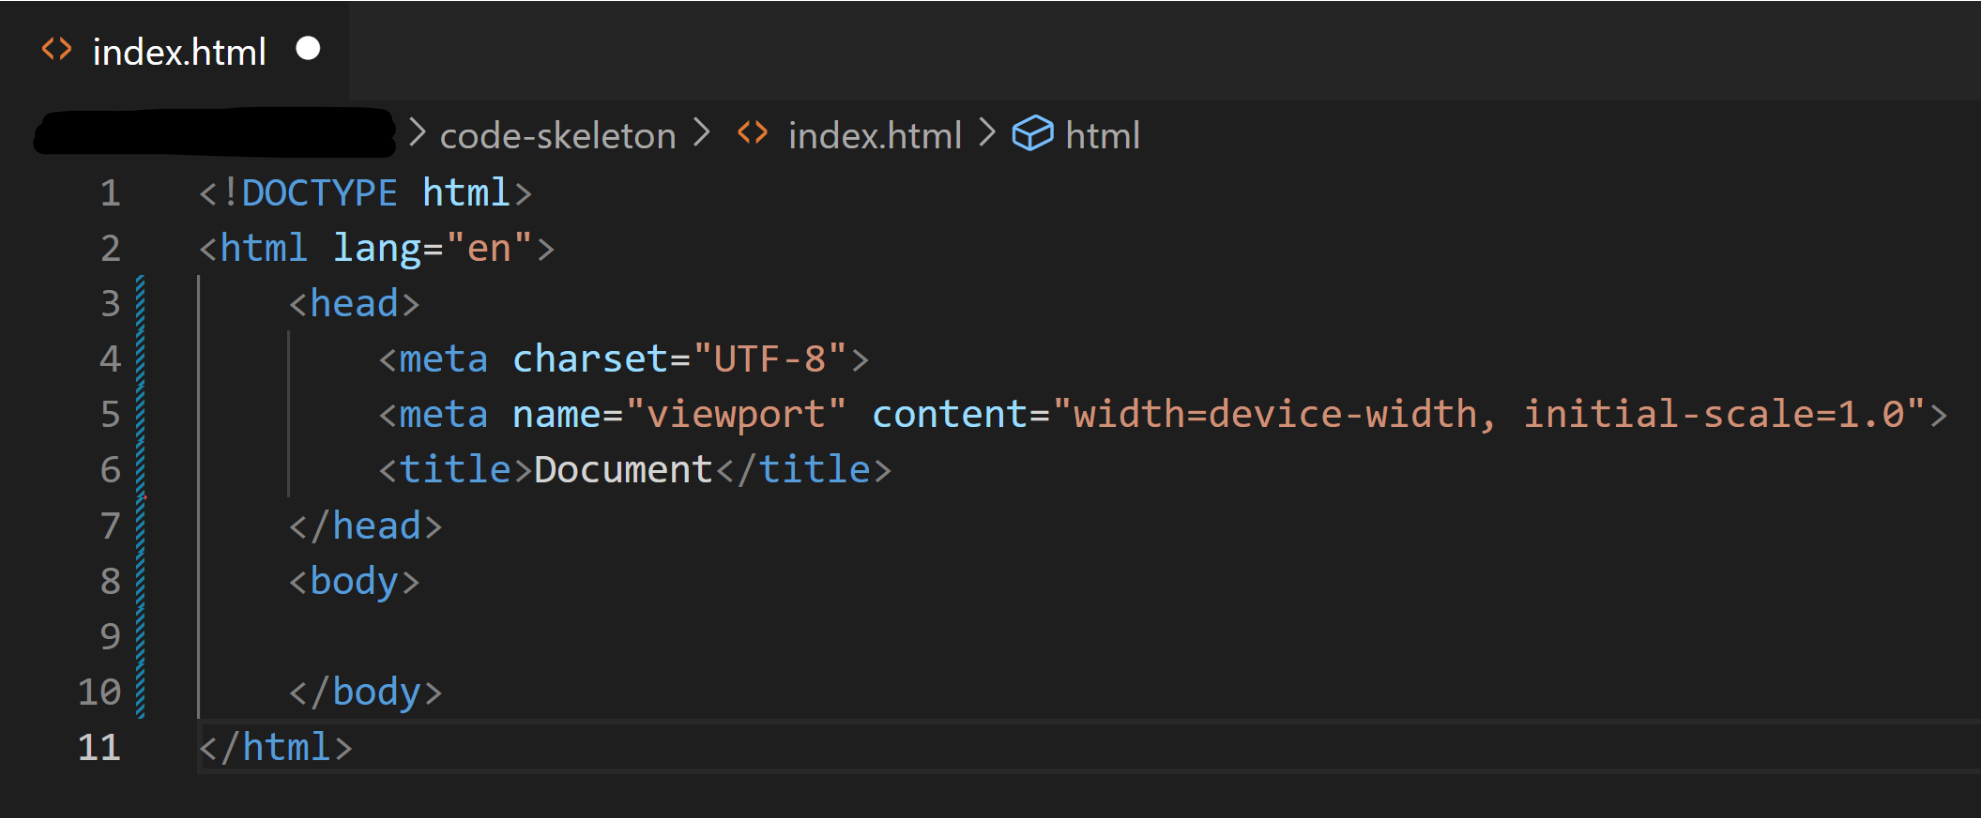 index.html
code-skeleton > index.html > html
1 <!DOCTYPE html>
2 <html lang="en">
3     <head>
4         <meta charset="UTF-8">
5         <meta name="viewport" content="width=device-width, initial-scale=1.0">
6         <title>Document</title>
7     </head>
8     <body>
9
10     </body>
11 </html>